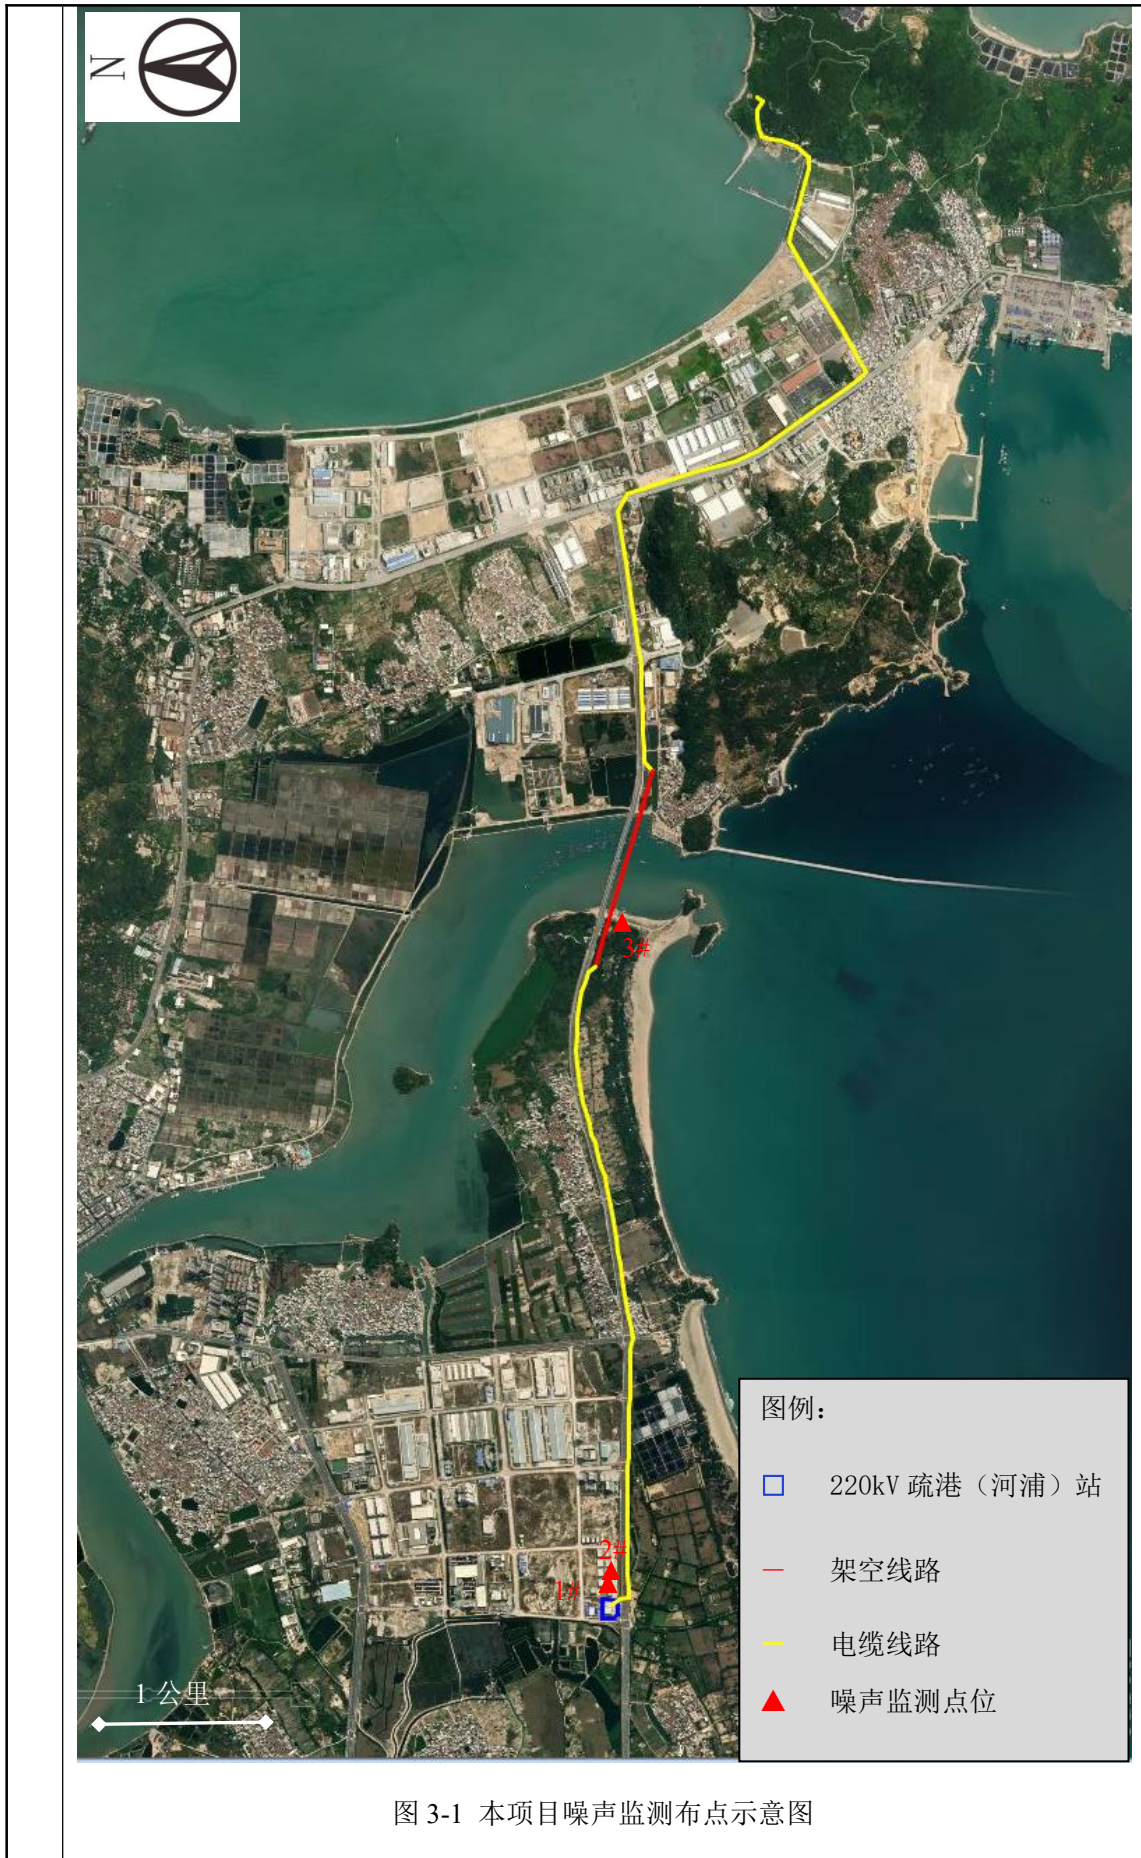 N
3#
2#
1#
图例：
220kV 疏港（河浦）站
架空线路
电缆线路
噪声监测点位
1 公里
图 3-1 本项目噪声监测布点示意图